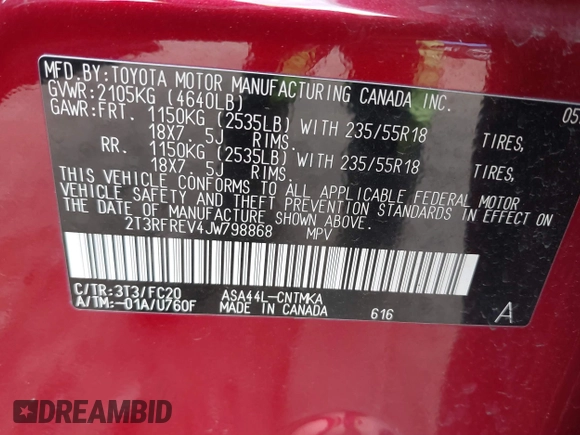 MFD.BY:TOYOTA MOTOR MANUFACTURING CANADA INC.
GVWR:2105KG (4640LB) 05
GAWR:FRT. 1150KG (2535LB) WITH 235/55R18 TIRES,
18X7.5J RIMS.
RR. 1150KG (2535LB) WITH 235/55R18 TIRES,
18X7.5J RIMS.
THIS VEHICLE CONFORMS TO ALL APPLICABLE FEDERAL MOTOR
VEHICLE SAFETY AND THEFT PREVENTION STANDARDS IN EFFECT ON
THE DATE OF MANUFACTURE SHOWN ABOVE.
2T3RFREV4JW798868 MPV
C/TR:3T3/FC20 ASA44L-CNTMKA
A/TM:-01A/U760F MADE IN CANADA 616 A
DREAMBID